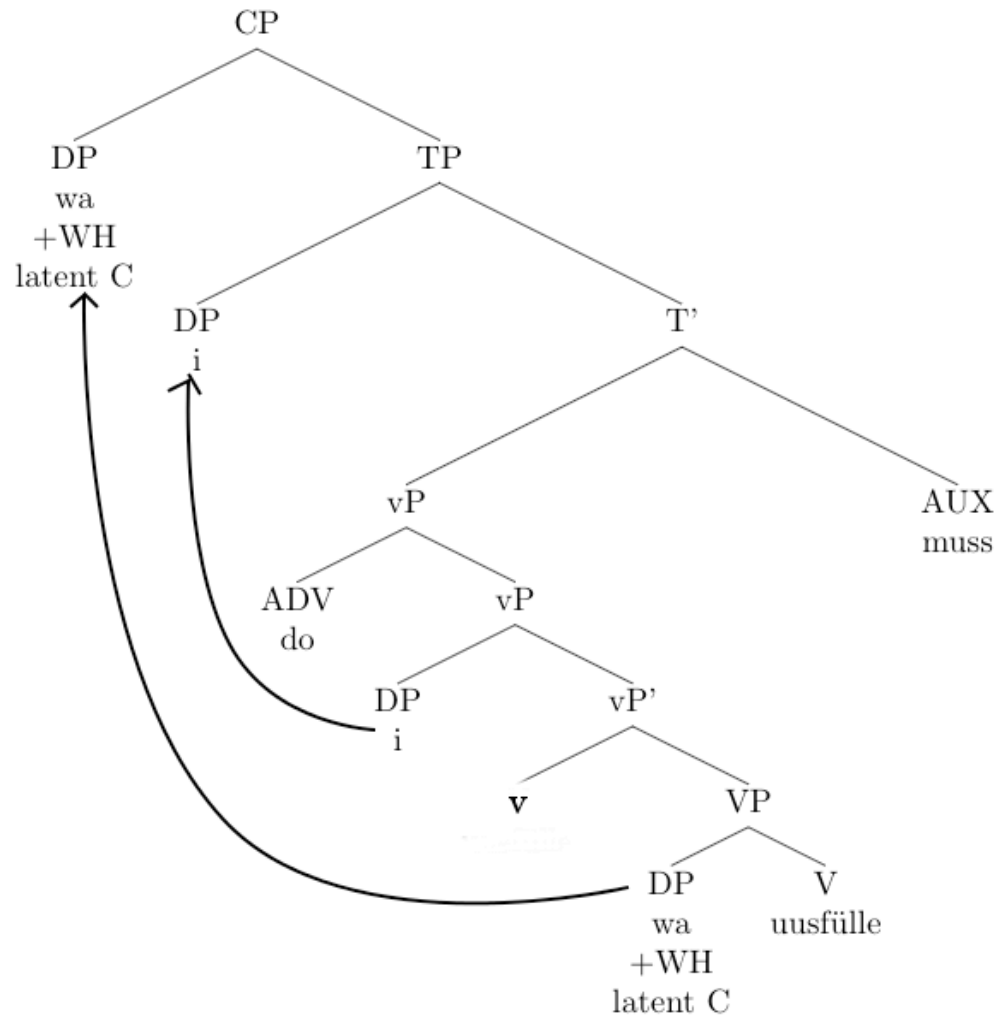 CP
DP TP
wa
+WH
latent C
DP T'
i
vP AUX
muss
ADV vP
do
DP vP'
i
v VP
DP V
wa uusfülle
+WH
latent C